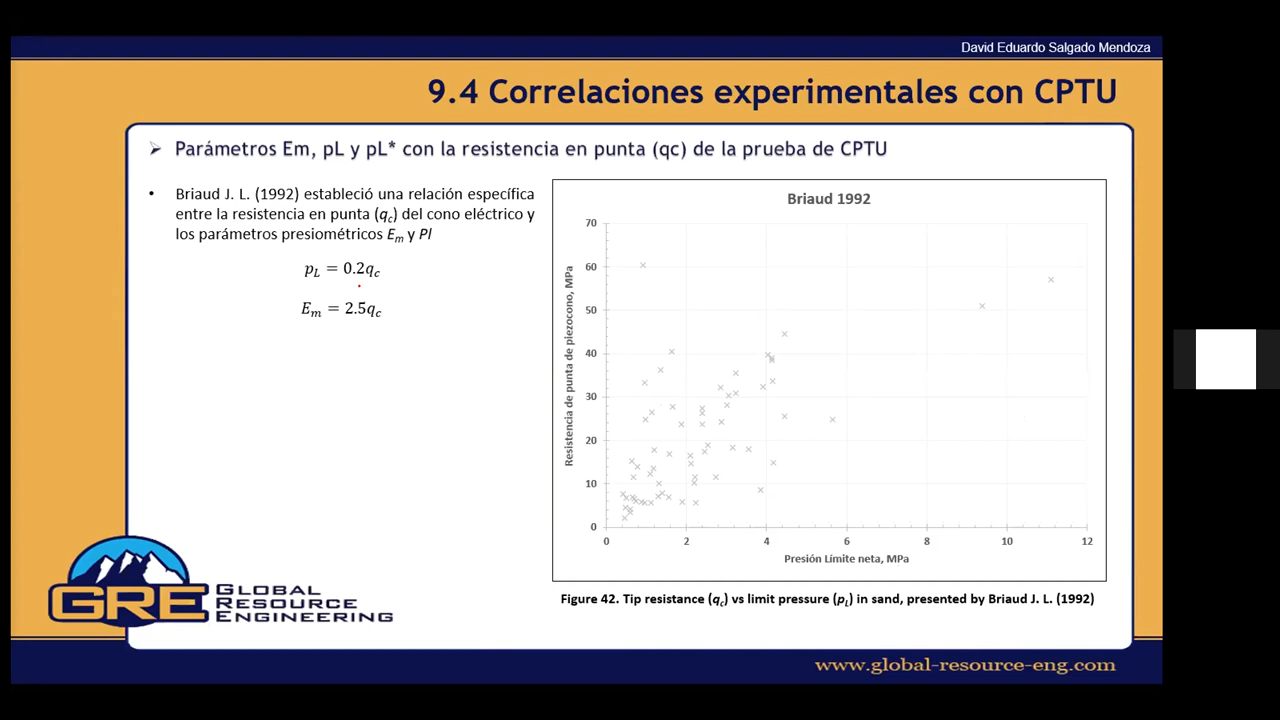 David Eduardo Salgado Mendoza
9.4 Correlaciones experimentales con CPTU
➢ Parámetros Em, pL y pL* con la resistencia en punta (qc) de la prueba de CPTU
• Briaud J. L. (1992) estableció una relación específica
entre la resistencia en punta (qc) del cono eléctrico y
los parámetros presiométricos Em y Pl
pL = 0.2qc
Em = 2.5qc
Briaud 1992
Resistencia de punta de piezocono, MPa
70
60
50
40
30
20
10
0
0 2 4 6 8 10 12
Presión Límite neta, MPa
Figure 42. Tip resistance (qc) vs limit pressure (pL) in sand, presented by Briaud J. L. (1992)
GRE
GLOBAL
RESOURCE
ENGINEERING
www.global-resource-eng.com